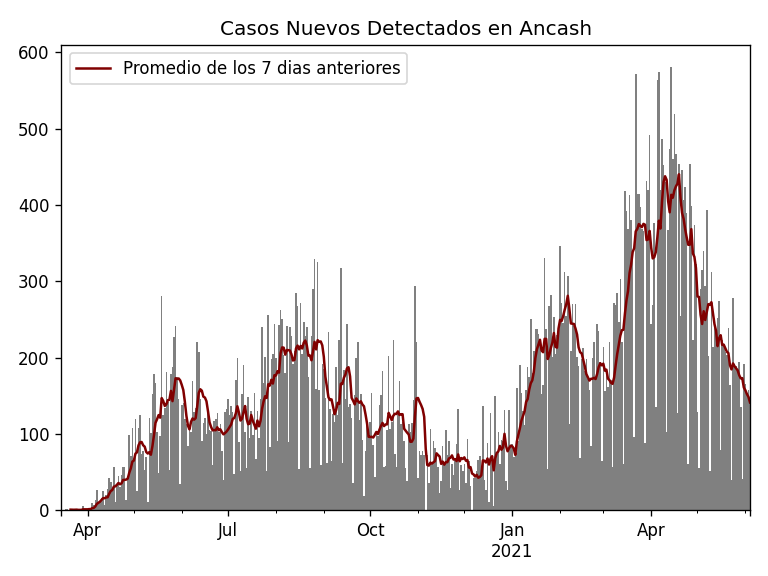 Casos Nuevos Detectados en Ancash
Promedio de los 7 dias anteriores
600
500
400
300
200
100
0
Apr
Jul
Oct
Jan
2021
Apr